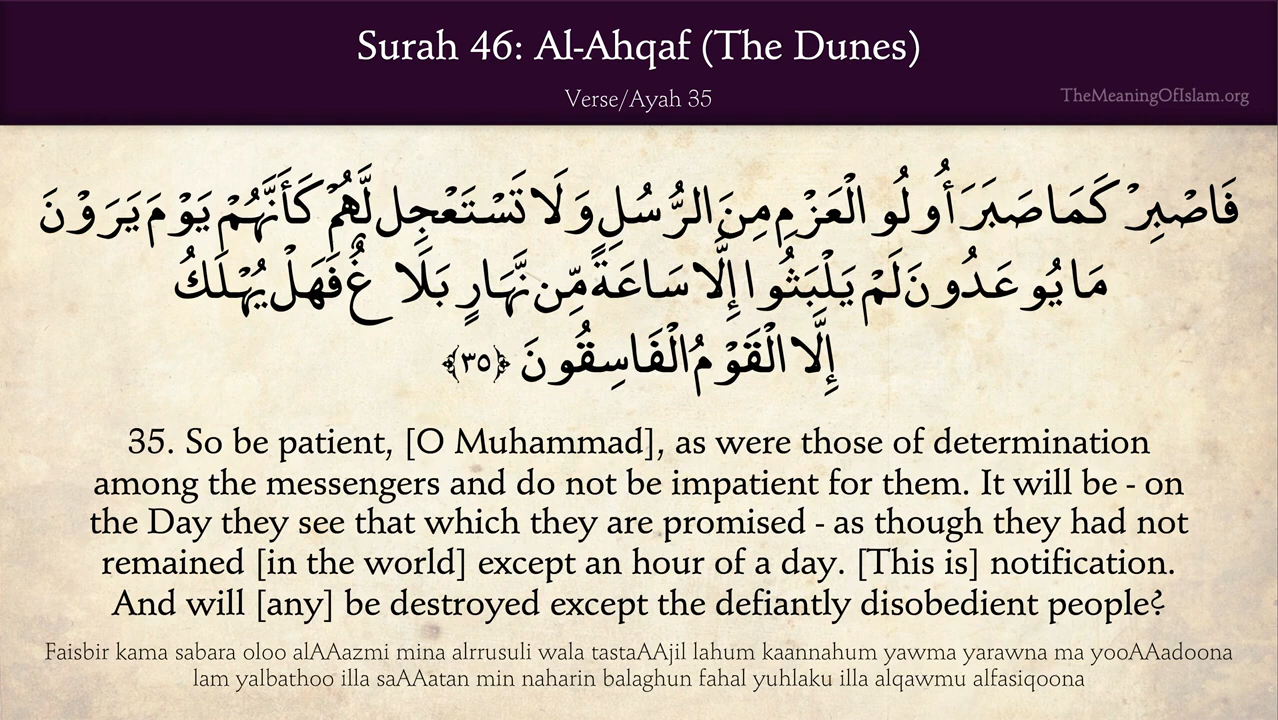 Surah 46: Al-Ahqaf (The Dunes)
Verse/Ayah 35
TheMeaningOfIslam.org
فَاصْبِرْ كَمَا صَبَرَ أُولُو الْعَزْمِ مِنَ الرُّسُلِ وَلَا تَسْتَعْجِل لَّهُمْ كَأَنَّهُمْ يَوْمَ يَرَوْنَ
مَا يُوعَدُونَ لَمْ يَلْبَثُوا إِلَّا سَاعَةً مِّن نَّهَارٍ بَلَاغٌ فَهَلْ يُهْلَكُ
إِلَّا الْقَوْمُ الْفَاسِقُونَ ﴿٣٥﴾
35. So be patient, [O Muhammad], as were those of determination
among the messengers and do not be impatient for them. It will be - on
the Day they see that which they are promised - as though they had not
remained [in the world] except an hour of a day. [This is] notification.
And will [any] be destroyed except the defiantly disobedient people?
Faisbir kama sabara oloo alAAazmi mina alrrusuli wala tastaAAjil lahum kaannahum yawma yarawna ma yooAAadoona
lam yalbathoo illa saAAatan min naharin balaghun fahal yuhlaku illa alqawmu alfasiqoona